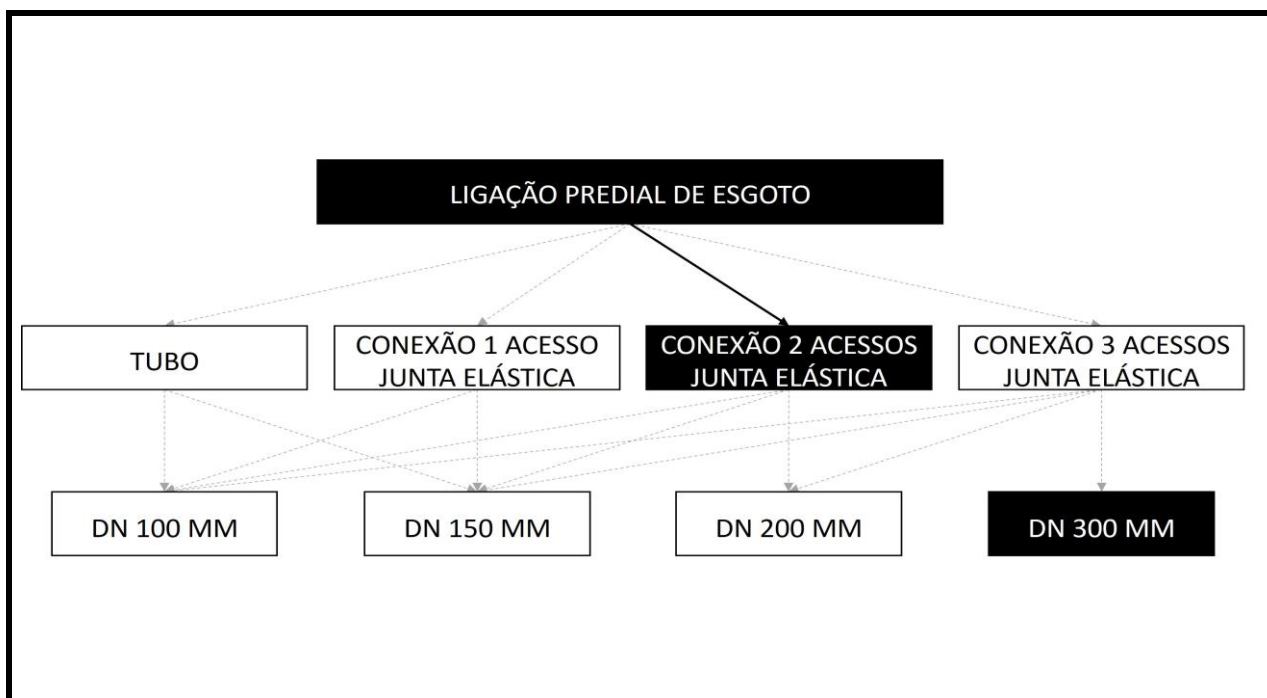 LIGAÇÃO PREDIAL DE ESGOTO
TUBO
CONEXÃO 1 ACESSO
JUNTA ELÁSTICA
CONEXÃO 2 ACESSOS
JUNTA ELÁSTICA
CONEXÃO 3 ACESSOS
JUNTA ELÁSTICA
DN 100 MM
DN 150 MM
DN 200 MM
DN 300 MM